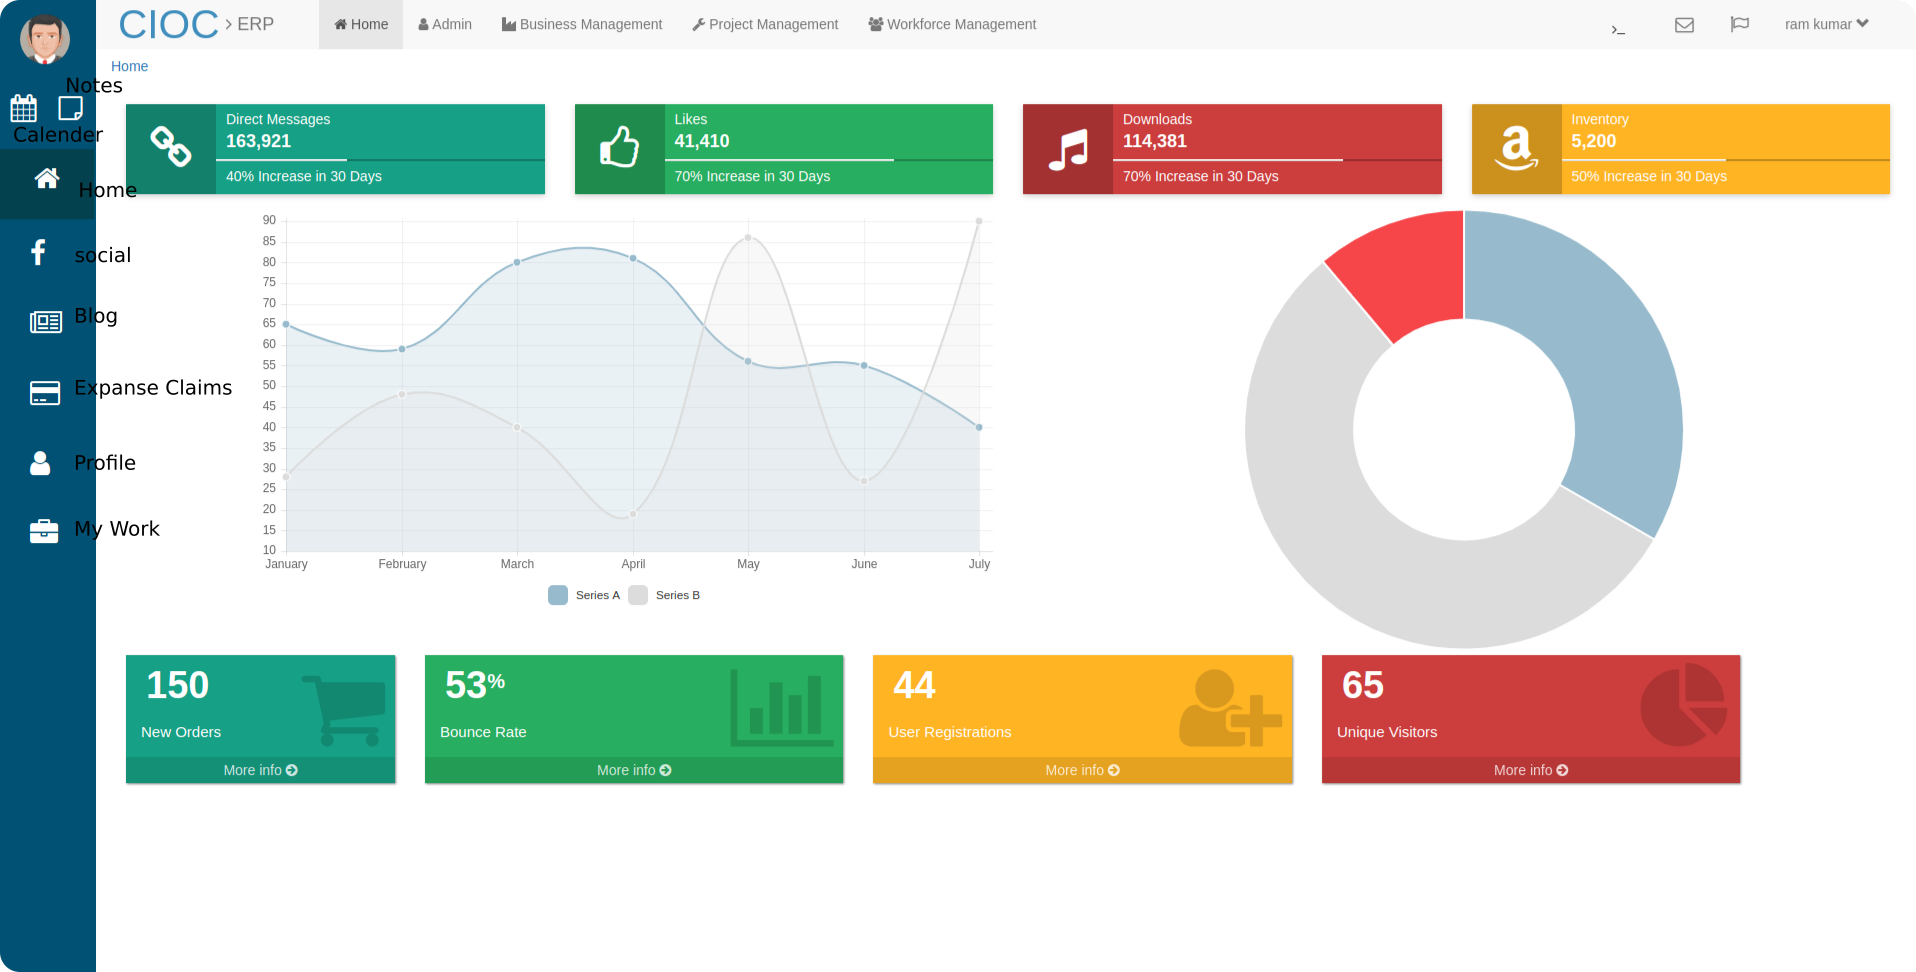 CIOC > ERP
Home
Admin
Business Management
Project Management
Workforce Management
>_
ram kumar
Home
Notes
Calender
Home
social
Blog
Expanse Claims
Profile
My Work
Direct Messages
163,921
40% Increase in 30 Days
Likes
41,410
70% Increase in 30 Days
Downloads
114,381
70% Increase in 30 Days
a
Inventory
5,200
50% Increase in 30 Days
90
85
80
75
70
65
60
55
50
45
40
35
30
25
20
15
10
January February March April May June July
Series A Series B
150
New Orders
More info
53%
Bounce Rate
More info
44
User Registrations
More info
65
Unique Visitors
More info